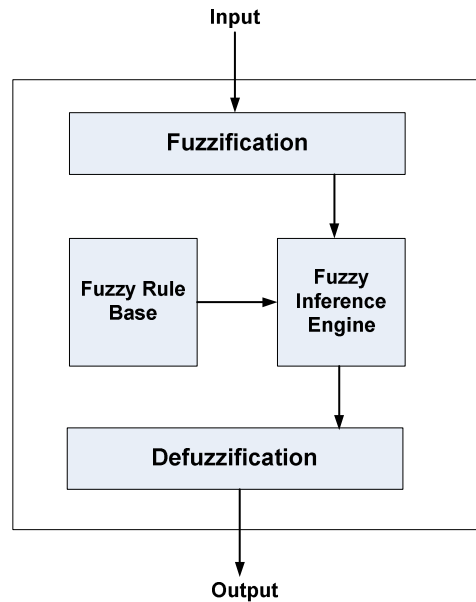 Input
Fuzzification
Fuzzy Rule
Base
Fuzzy
Inference
Engine
Defuzzification
Output